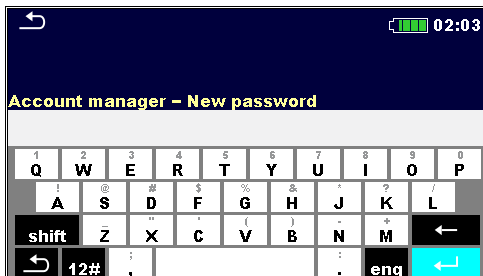 02:03
Account manager – New password
1 2 3 4 5 6 7 8 9 0
Q W E R T Y U I O P
! @ # $ % & * ? /
A S D F G H J K L
_ " ' ( ) - +
shift Z X C V B N M ←
12# ; , : . eng